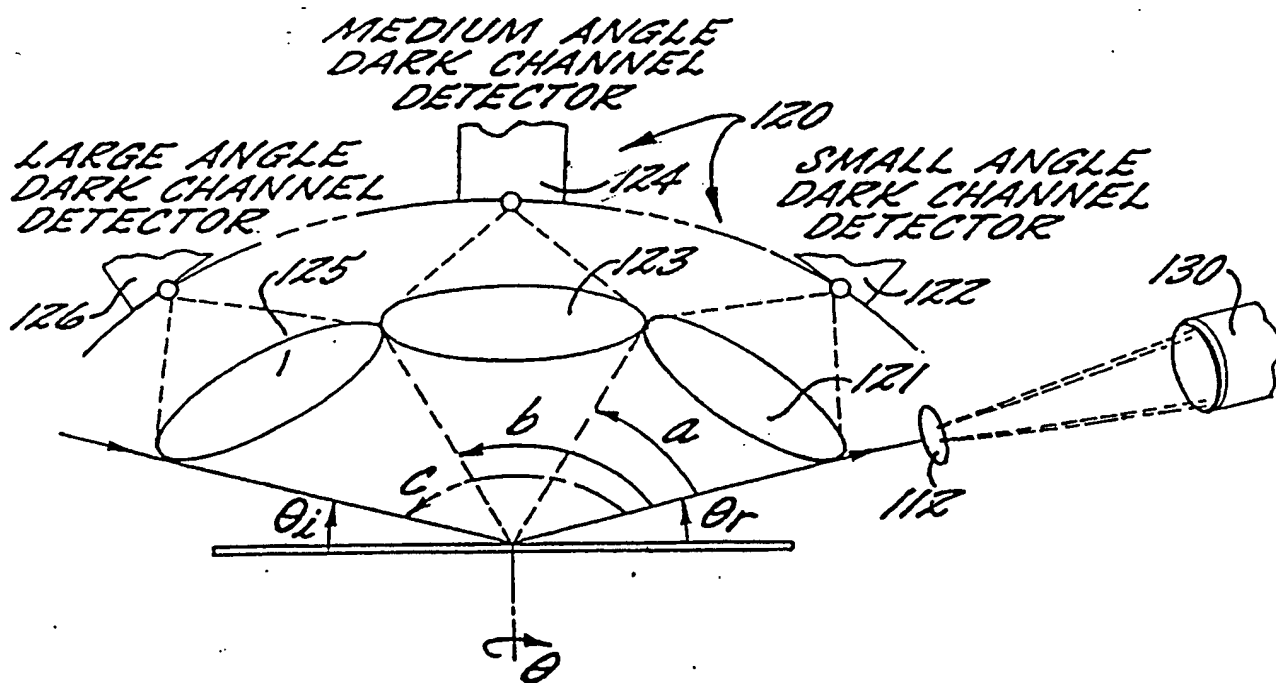 MEDIUM ANGLE
DARK CHANNEL
DETECTOR
120
LARGE ANGLE
DARK CHANNEL
DETECTOR
124
SMALL ANGLE
DARK CHANNEL
DETECTOR
126
125
123
122
130
121
b
a
c
112
θi
θr
θ